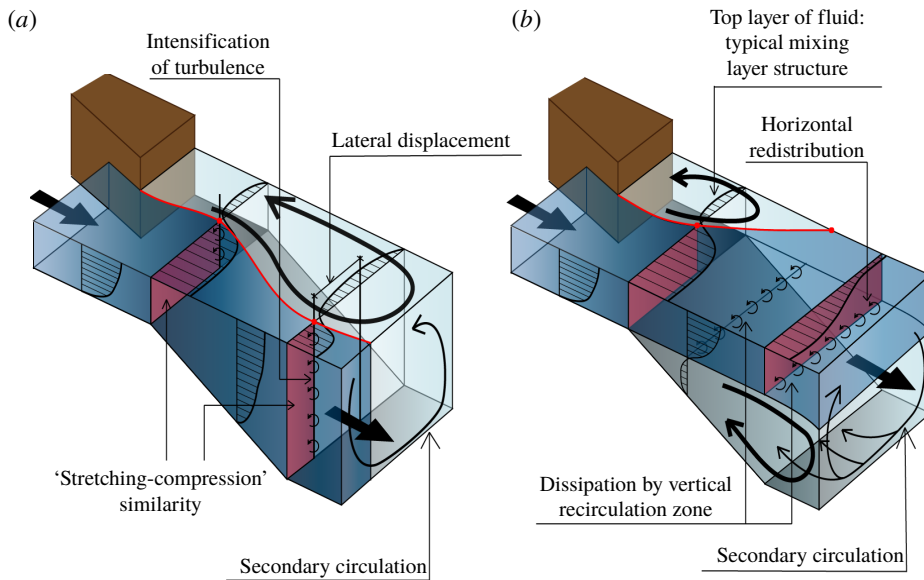 (a)
Intensification
of turbulence
Lateral displacement
‘Stretching-compression’
similarity
Secondary circulation
(b)
Top layer of fluid:
typical mixing
layer structure
Horizontal
redistribution
Dissipation by vertical
recirculation zone
Secondary circulation